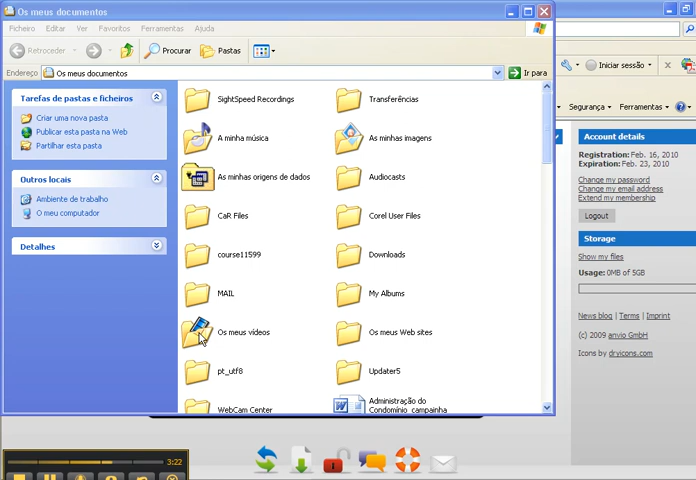 Os meus documentos
Ficheiro Editar Ver Favoritos Ferramentas Ajuda
Retroceder Procurar Pastas
Endereço Os meus documentos Ir para
Tarefas de pastas e ficheiros
Criar uma nova pasta
Publicar esta pasta na Web
Partilhar esta pasta
Outros locais
Ambiente de trabalho
O meu computador
Detalhes
SightSpeed Recordings
Transferências
A minha música
As minhas imagens
As minhas origens de dados
Audiocasts
CaR Files
Corel User Files
course11599
Downloads
MAIL
My Albums
Os meus vídeos
Os meus Web sites
pt_utf8
Updater5
WebCam Center
Administração do
Condomínio_campainha
Iniciar sessão
Segurança Ferramentas
Account details
Registration: Feb. 16, 2010
Expiration: Feb. 23, 2010
Change my password
Change my email address
Extend my membership
Logout
Storage
Show my files
Usage: 0MB of 5GB
News blog | Terms | Imprint
(c) 2009 anvio GmbH
Icons by dryicons.com
3:22